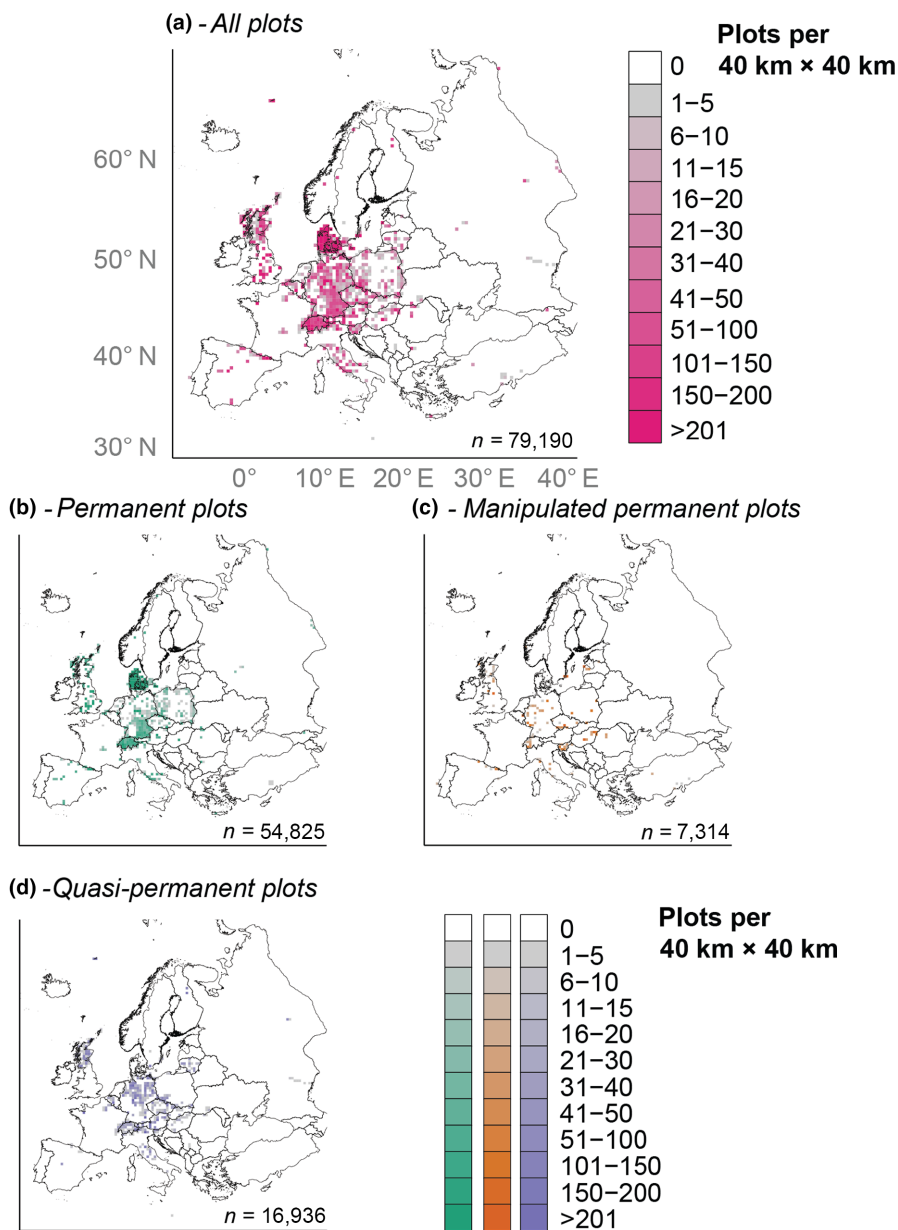 (a) - All plots
Plots per
40 km × 40 km
0
1–5
6–10
11–15
16–20
21–30
31–40
41–50
51–100
101–150
150–200
>201
60° N
50° N
40° N
30° N
n = 79,190
0° 10° E 20° E 30° E 40° E
(b) - Permanent plots
n = 54,825
(c) - Manipulated permanent plots
n = 7,314
(d) - Quasi-permanent plots
n = 16,936
Plots per
40 km × 40 km
0
1–5
6–10
11–15
16–20
21–30
31–40
41–50
51–100
101–150
150–200
>201